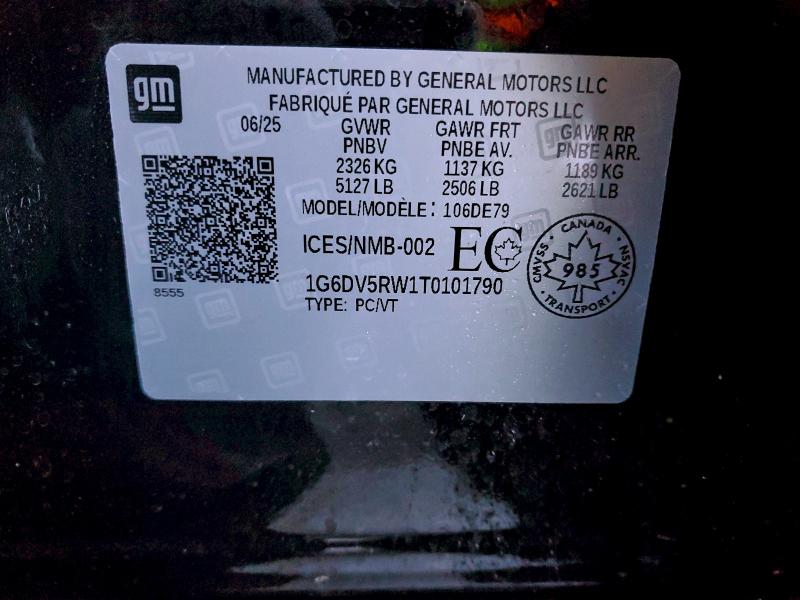 gm
MANUFACTURED BY GENERAL MOTORS LLC
FABRIQUÉ PAR GENERAL MOTORS LLC
06/25 GVWR GAWR FRT GAWR RR
PNBV PNBE AV. PNBE ARR.
2326 KG 1137 KG 1189 KG
5127 LB 2506 LB 2621 LB
MODEL/MODÈLE: 106DE79
ICES/NMB-002 EC
1G6DV5RW1T0101790
TYPE: PC/VT
8555
CANADA
CMVSS 985 NSVAC
TRANSPORT